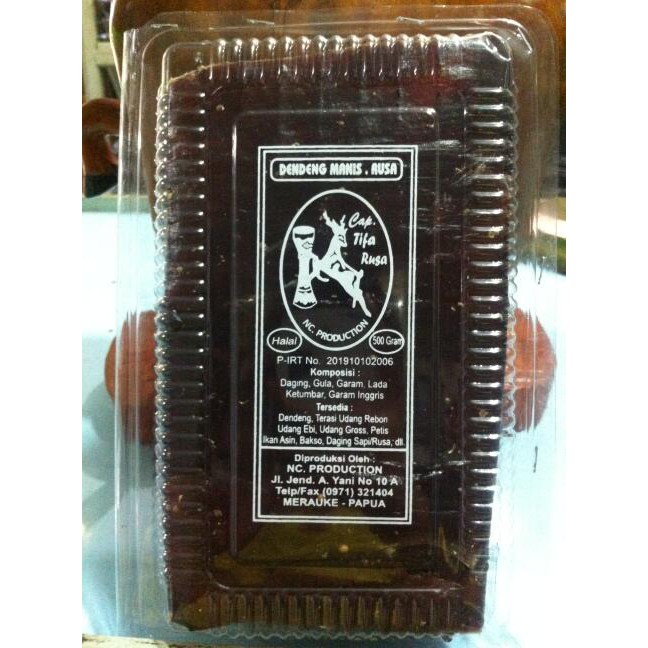 DENDENG MANIS . RUSA
Cap.
Tifa
Rusa
NC. PRODUCTION
Halal
500 Gram
P-IRT No. 201910102006
Komposisi :
Daging, Gula, Garam, Lada
Ketumbar, Garam Inggris
Tersedia :
Dendeng, Terasi Udang Rebon
Udang Ebi, Udang Gross, Petis
Ikan Asin, Bakso, Daging Sapi/Rusa, dll.
Diproduksi Oleh :
NC. PRODUCTION
Jl. Jend. A. Yani No 10 A
Telp/Fax (0971) 321404
MERAUKE - PAPUA